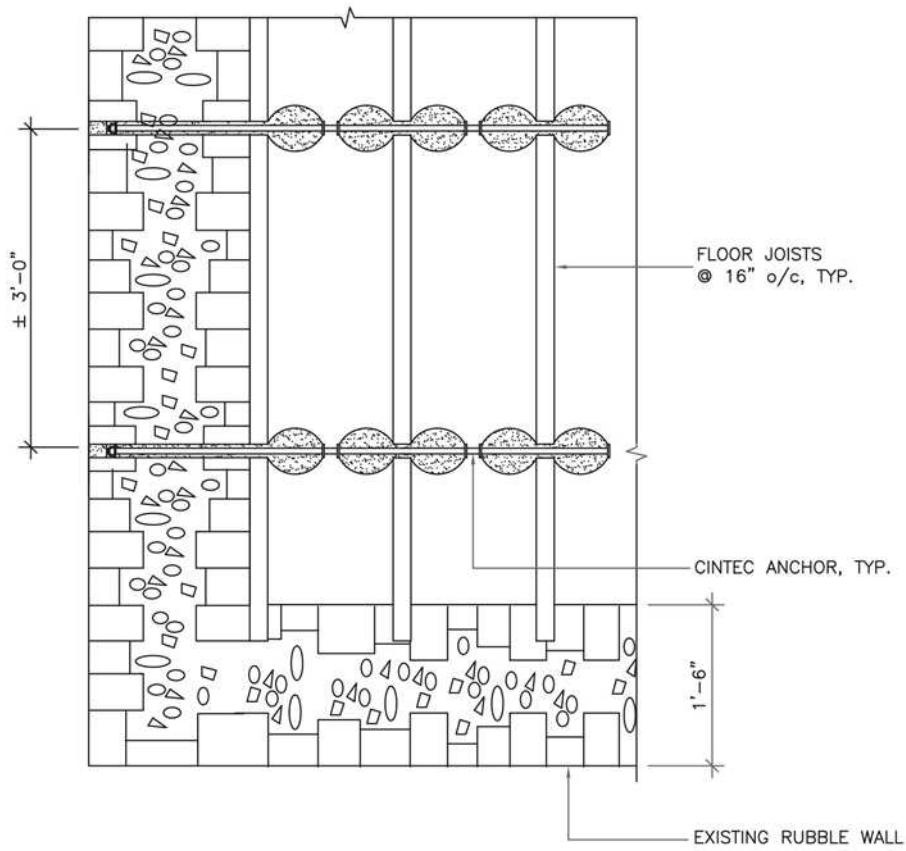 ± 3'-0"
FLOOR JOISTS
@ 16" o/c, TYP.
CINTEC ANCHOR, TYP.
1'-6"
EXISTING RUBBLE WALL